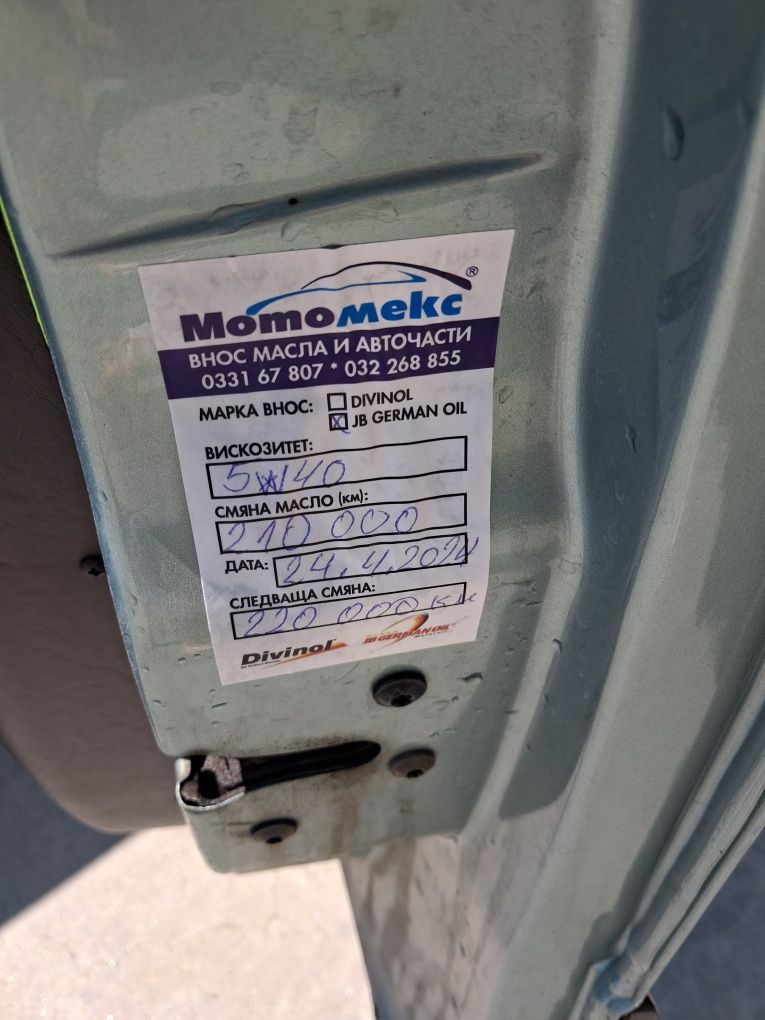 Мотомекс ®
ВНОС МАСЛА И АВТОЧАСТИ
0331 67 807 * 032 268 855
МАРКА ВНОС: DIVINOL
JB GERMAN OIL
ВИСКОЗИТЕТ:
5W40
СМЯНА МАСЛО (км):
210 000
ДАТА: 24.4.2024
СЛЕДВАЩА СМЯНА:
220 000 км
Divinol JB GERMAN OIL